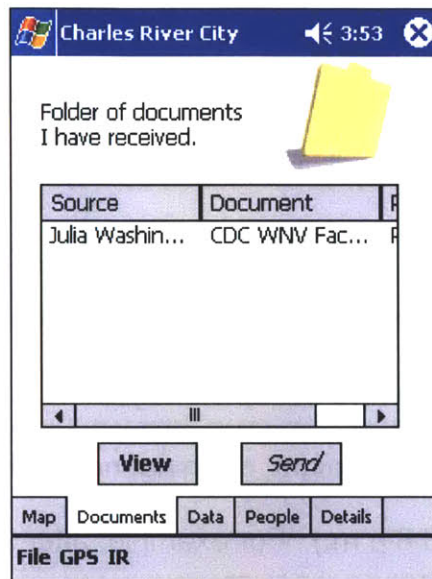 Charles River City 3:53
Folder of documents
I have received.
Source Document
Julia Washin... CDC WNV Fac...
View Send
Map Documents Data People Details
File GPS IR